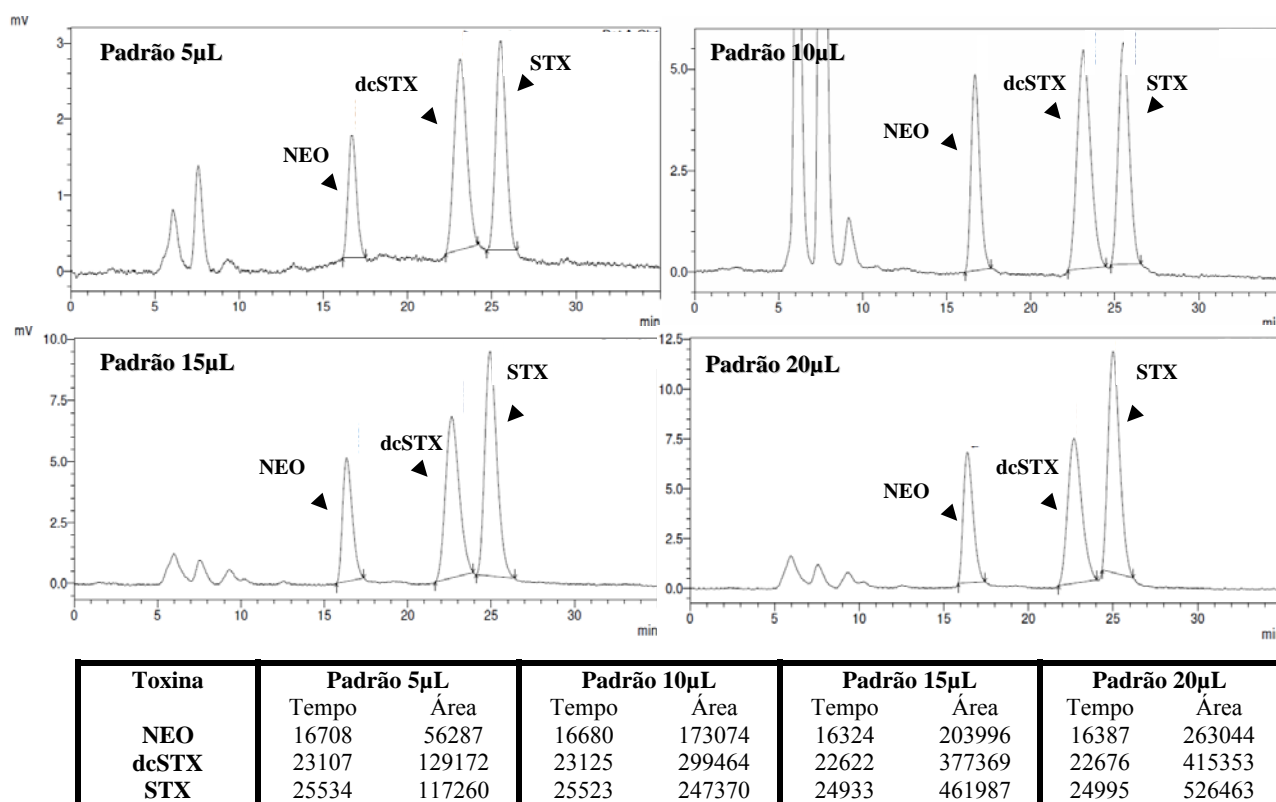 mV
Padrão 5µL
NEO
dcSTX
STX
3
2
1
0
0 5 10 15 20 25 30
min
Padrão 10µL
NEO
dcSTX
STX
5.0
2.5
0.0
0 5 10 15 20 25 30
min
mV
Padrão 15µL
NEO
dcSTX
STX
10.0
7.5
5.0
2.5
0.0
0 5 10 15 20 25 30
min
Padrão 20µL
NEO
dcSTX
STX
12.5
10.0
7.5
5.0
2.5
0.0
0 5 10 15 20 25 30
min
Toxina Padrão 5µL Padrão 10µL Padrão 15µL Padrão 20µL
Tempo Área Tempo Área Tempo Área Tempo Área
NEO 16708 56287 16680 173074 16324 203996 16387 263044
dcSTX 23107 129172 23125 299464 22622 377369 22676 415353
STX 25534 117260 25523 247370 24933 461987 24995 526463